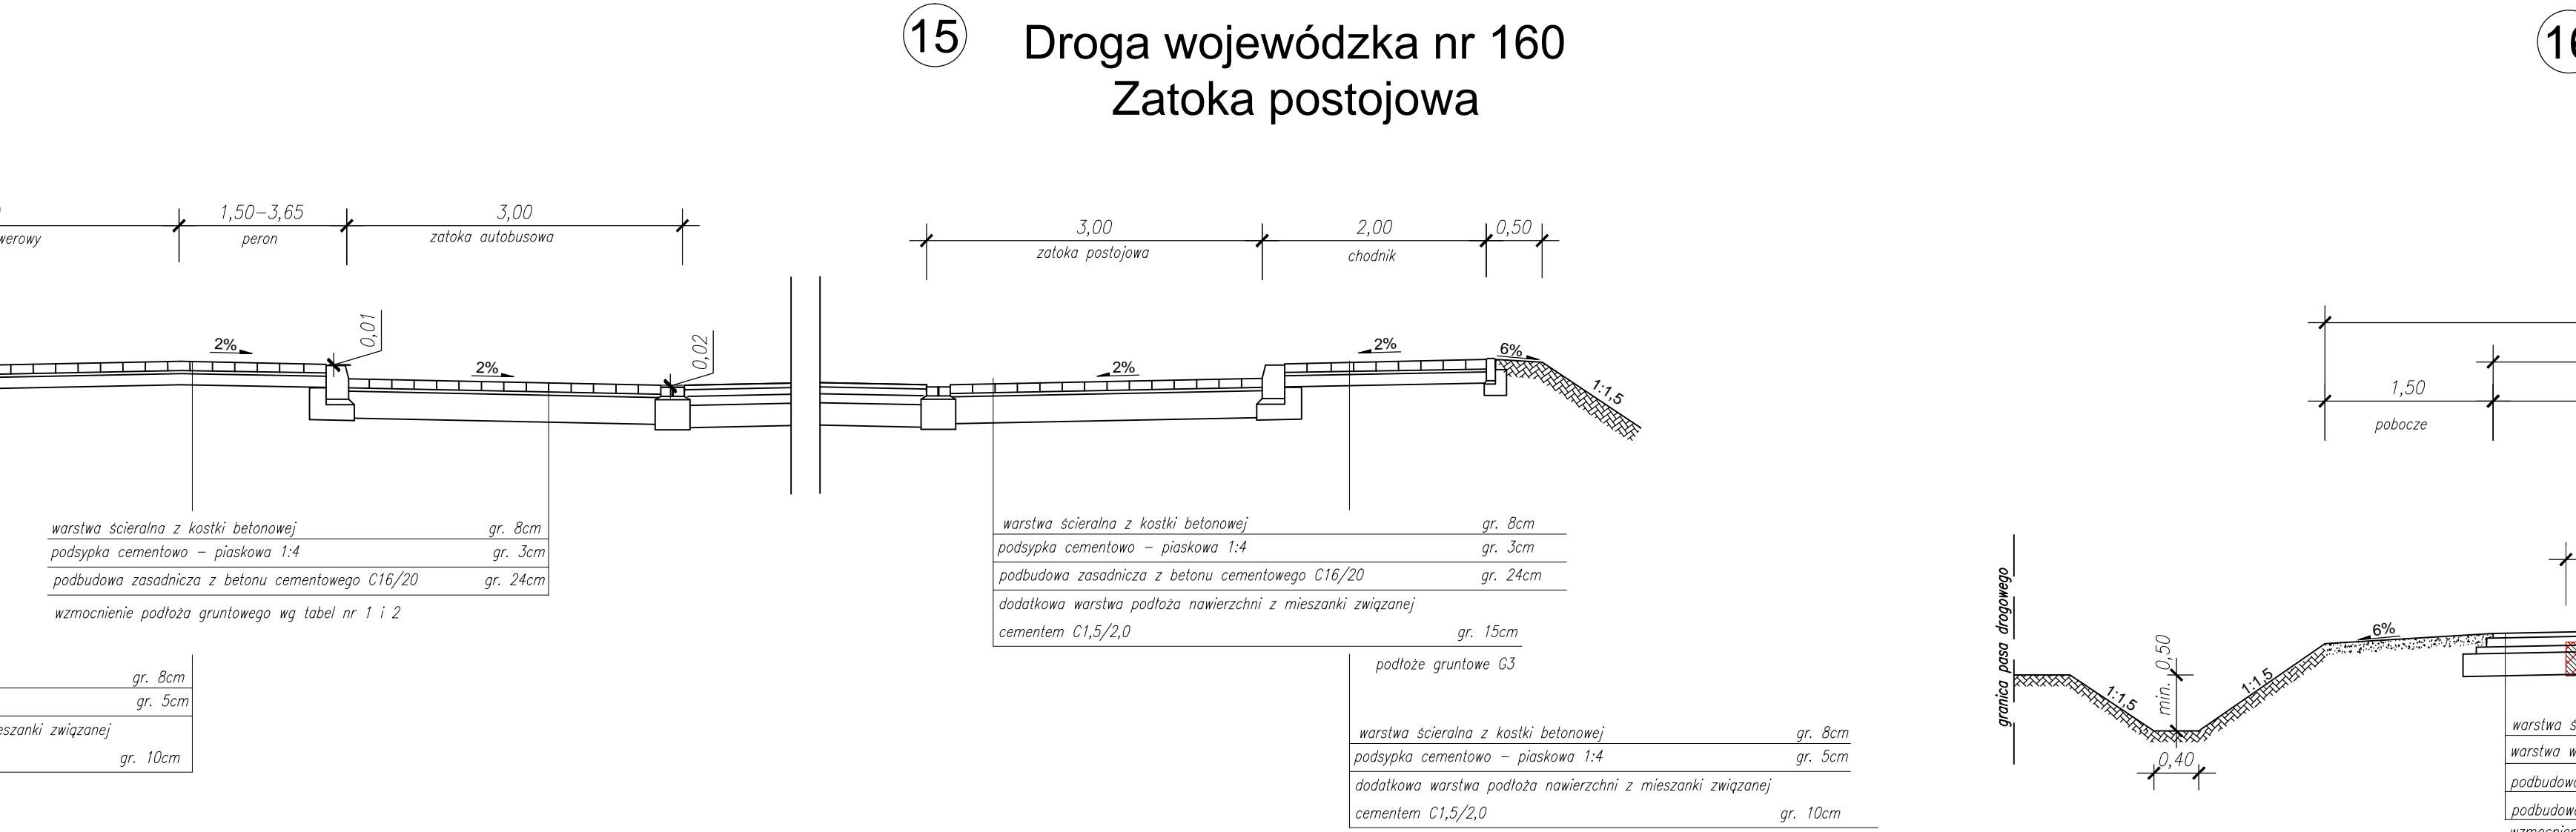 15
Droga wojewódzka nr 160
Zatoka postojowa
1,50-3,65
peron
3,00
zatoka autobusowa
3,00
zatoka postojowa
2,00
chodnik
0,50
0,01
0,02
2%
2%
2%
2%
6%
1:1,5
warstwa ścieralna z kostki betonowej gr. 8cm
podsypka cementowo – piaskowa 1:4 gr. 3cm
podbudowa zasadnicza z betonu cementowego C16/20 gr. 24cm
wzmocnienie podłoża gruntowego wg tabel nr 1 i 2
gr. 8cm
gr. 5cm
związanej
gr. 10cm
warstwa ścieralna z kostki betonowej gr. 8cm
podsypka cementowo – piaskowa 1:4 gr. 3cm
podbudowa zasadnicza z betonu cementowego C16/20 gr. 24cm
dodatkowa warstwa podłoża nawierzchni z mieszanki związanej
cementem C1,5/2,0 gr. 15cm
podłoże gruntowe G3
warstwa ścieralna z kostki betonowej gr. 8cm
podsypka cementowo – piaskowa 1:4 gr. 5cm
dodatkowa warstwa podłoża nawierzchni z mieszanki związanej
cementem C1,5/2,0 gr. 10cm
1,50
pobocze
granica pasa drogowego
1:1,5
min. 0,50
0,40
1:1,5
6%
warstwa
warstwa